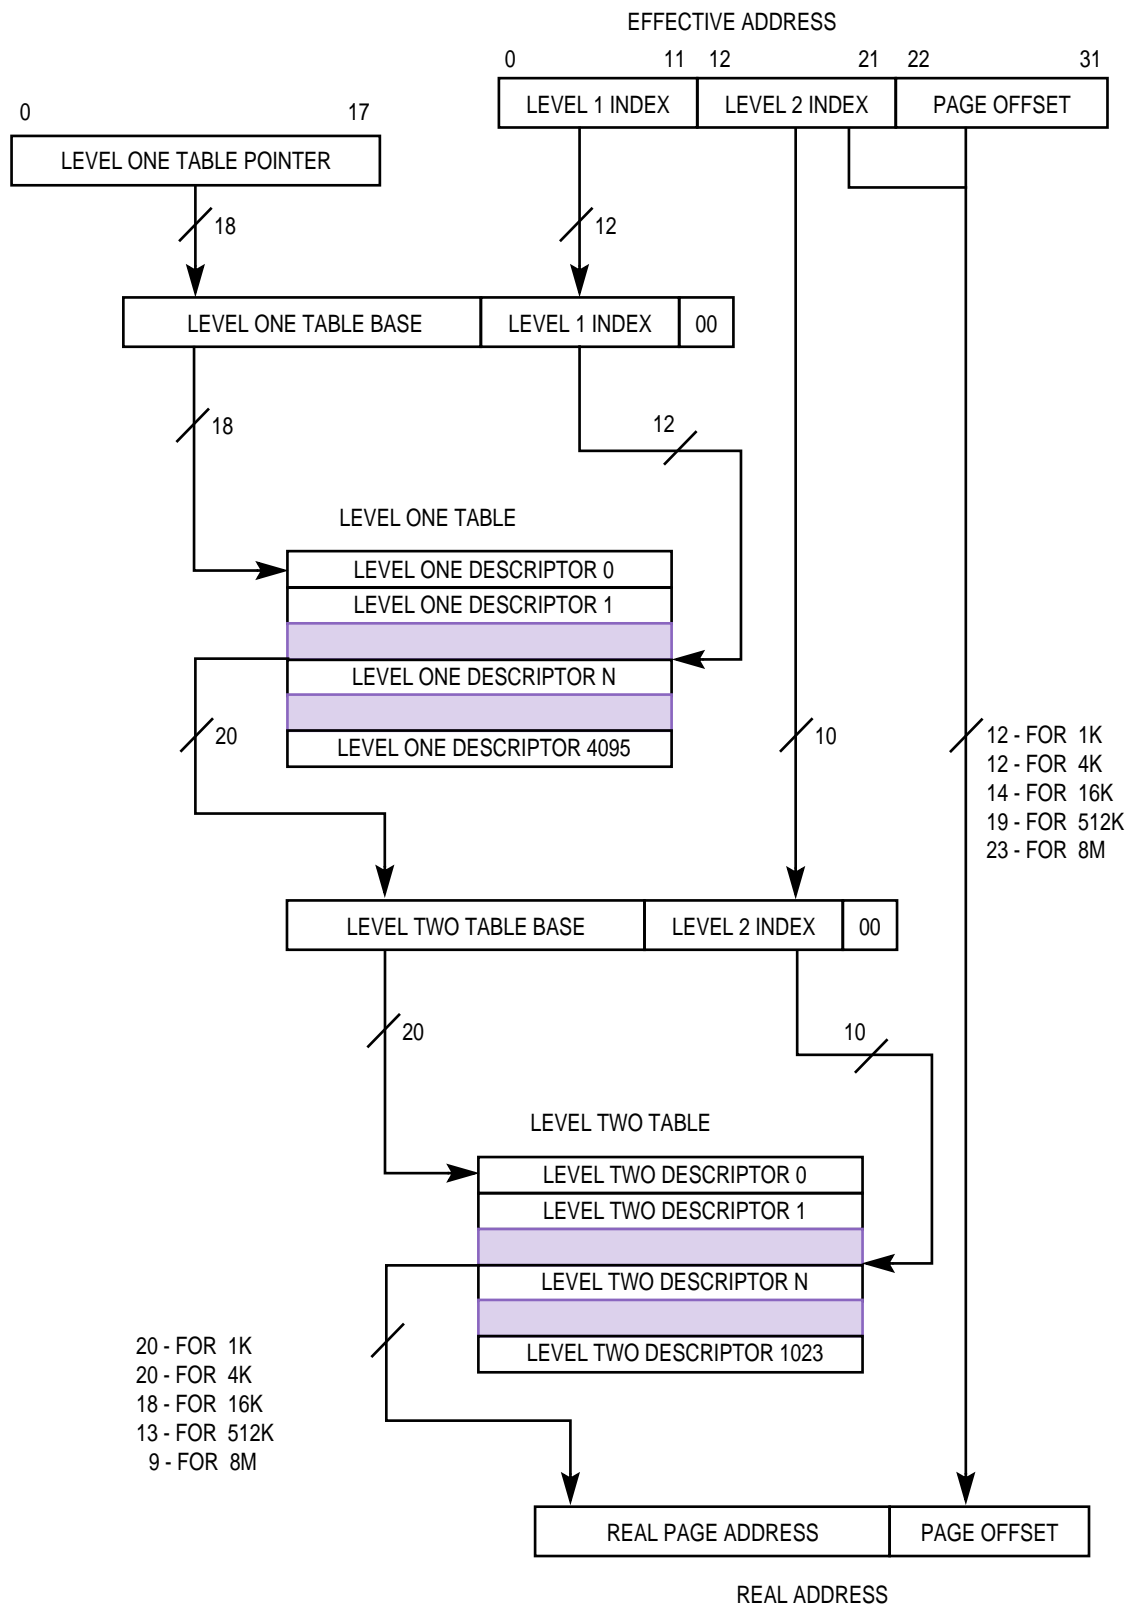 EFFECTIVE ADDRESS
0 11 12 21 22 31
LEVEL 1 INDEX LEVEL 2 INDEX PAGE OFFSET
0 17
LEVEL ONE TABLE POINTER
18 12
LEVEL ONE TABLE BASE LEVEL 1 INDEX 00
18 12
LEVEL ONE TABLE
LEVEL ONE DESCRIPTOR 0
LEVEL ONE DESCRIPTOR 1
LEVEL ONE DESCRIPTOR N
LEVEL ONE DESCRIPTOR 4095
20 10
12 - FOR 1K
12 - FOR 4K
14 - FOR 16K
19 - FOR 512K
23 - FOR 8M
LEVEL TWO TABLE BASE LEVEL 2 INDEX 00
20 10
LEVEL TWO TABLE
LEVEL TWO DESCRIPTOR 0
LEVEL TWO DESCRIPTOR 1
LEVEL TWO DESCRIPTOR N
LEVEL TWO DESCRIPTOR 1023
20 - FOR 1K
20 - FOR 4K
18 - FOR 16K
13 - FOR 512K
9 - FOR 8M
REAL PAGE ADDRESS PAGE OFFSET
REAL ADDRESS